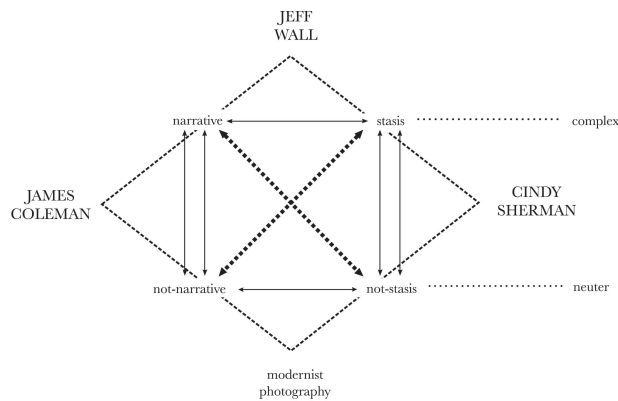 JEFF
WALL
narrative
stasis
complex
JAMES
COLEMAN
CINDY
SHERMAN
not-narrative
not-stasis
neuter
modernist
photography